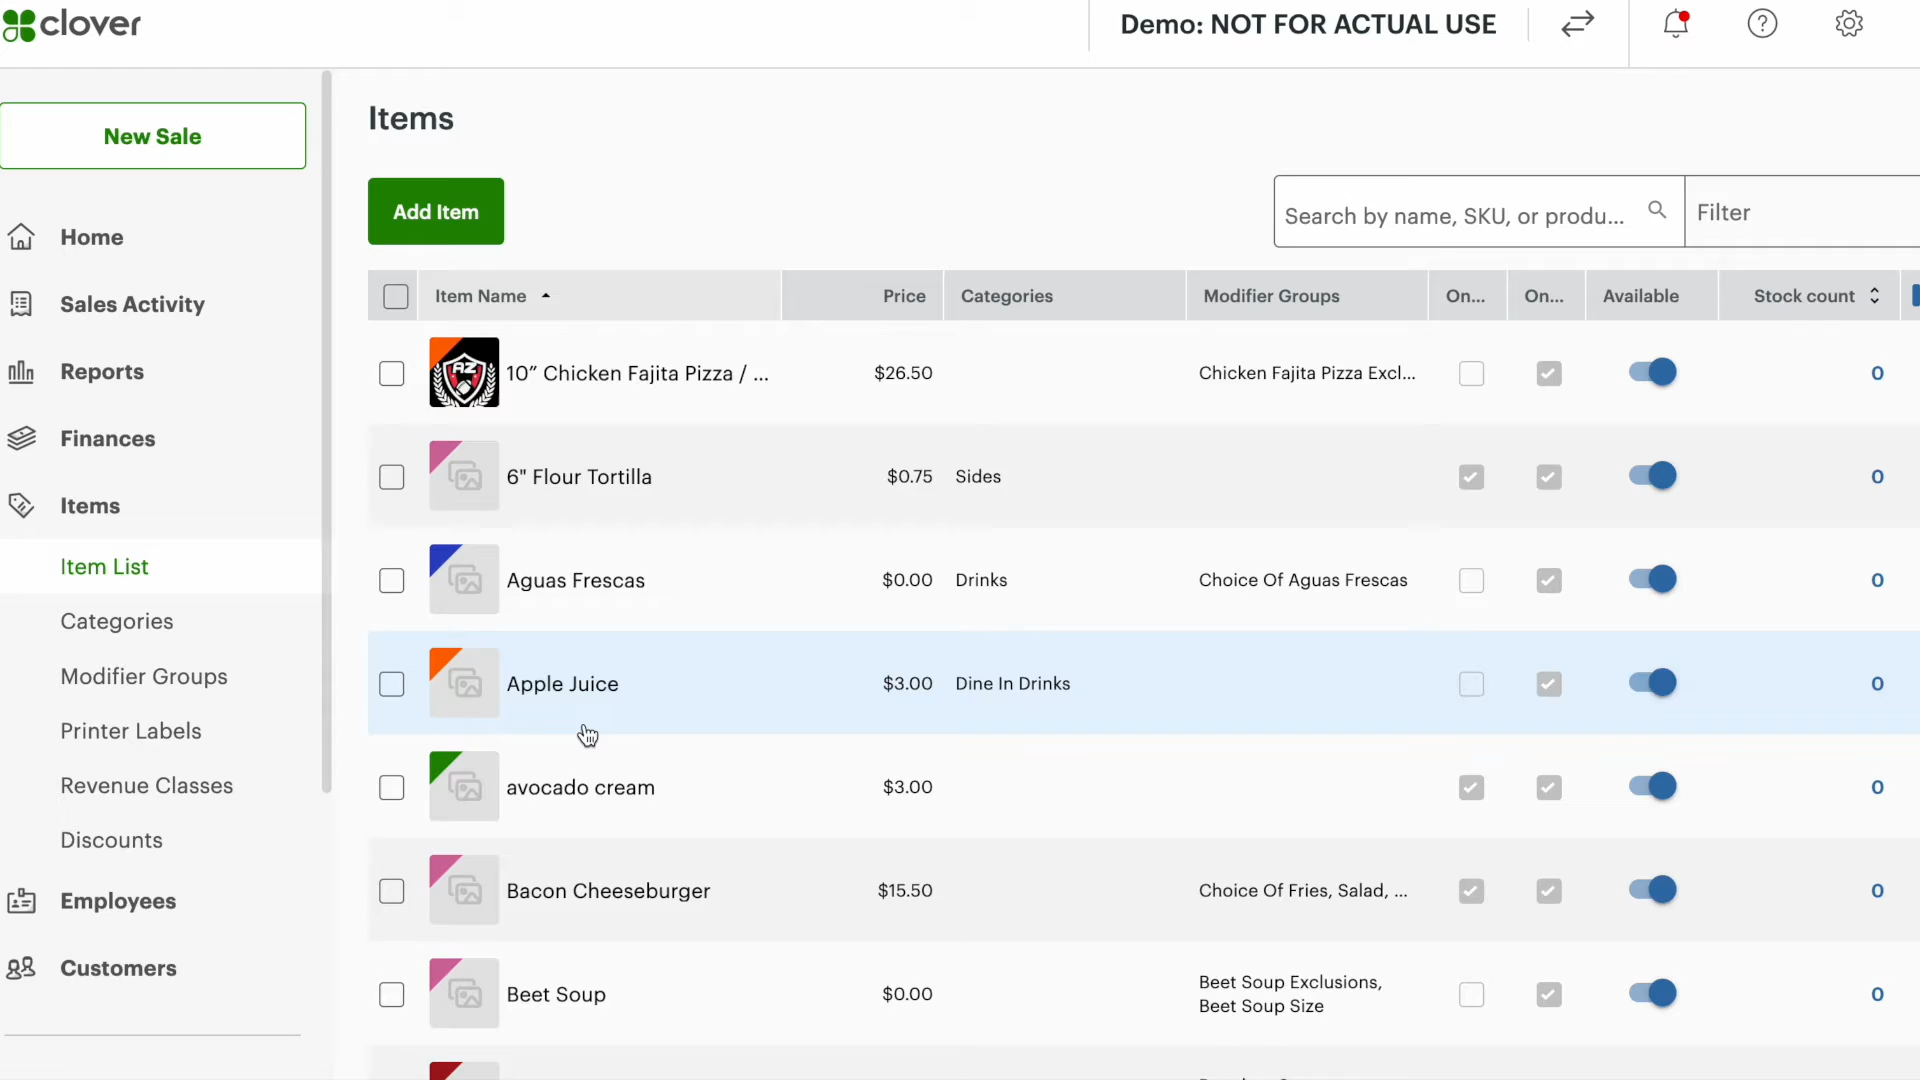 clover
Demo: NOT FOR ACTUAL USE
New Sale
Home
Sales Activity
Reports
Finances
Items
Item List
Categories
Modifier Groups
Printer Labels
Revenue Classes
Discounts
Employees
Customers
Items
Add Item
Search by name, SKU, or produ...
Filter
Item Name Price Categories Modifier Groups On... On... Available Stock count
AZ
10” Chicken Fajita Pizza / ... $26.50 Chicken Fajita Pizza Excl... 0
6" Flour Tortilla $0.75 Sides 0
Aguas Frescas $0.00 Drinks Choice Of Aguas Frescas 0
Apple Juice $3.00 Dine In Drinks 0
avocado cream $3.00 0
Bacon Cheeseburger $15.50 Choice Of Fries, Salad, ... 0
Beet Soup $0.00 Beet Soup Exclusions, 0
Beet Soup Size